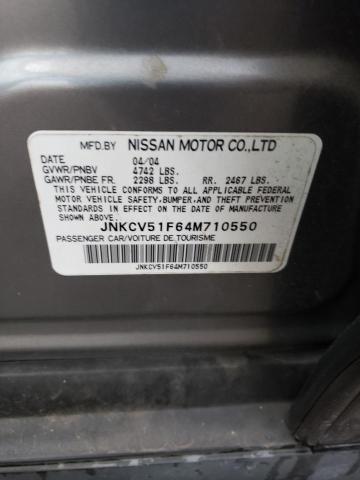 MFD.BY NISSAN MOTOR CO.,LTD
DATE 04/04
GVWR/PNBV 4742 LBS.
GAWR/PNBE FR. 2298 LBS. RR. 2467 LBS.
THIS VEHICLE CONFORMS TO ALL APPLICABLE FEDERAL
MOTOR VEHICLE SAFETY, BUMPER, AND THEFT PREVENTION
STANDARDS IN EFFECT ON THE DATE OF MANUFACTURE
SHOWN ABOVE.
JNKCV51F64M710550
PASSENGER CAR/VOITURE DE.TOURISME
JNKCV51F64M710550